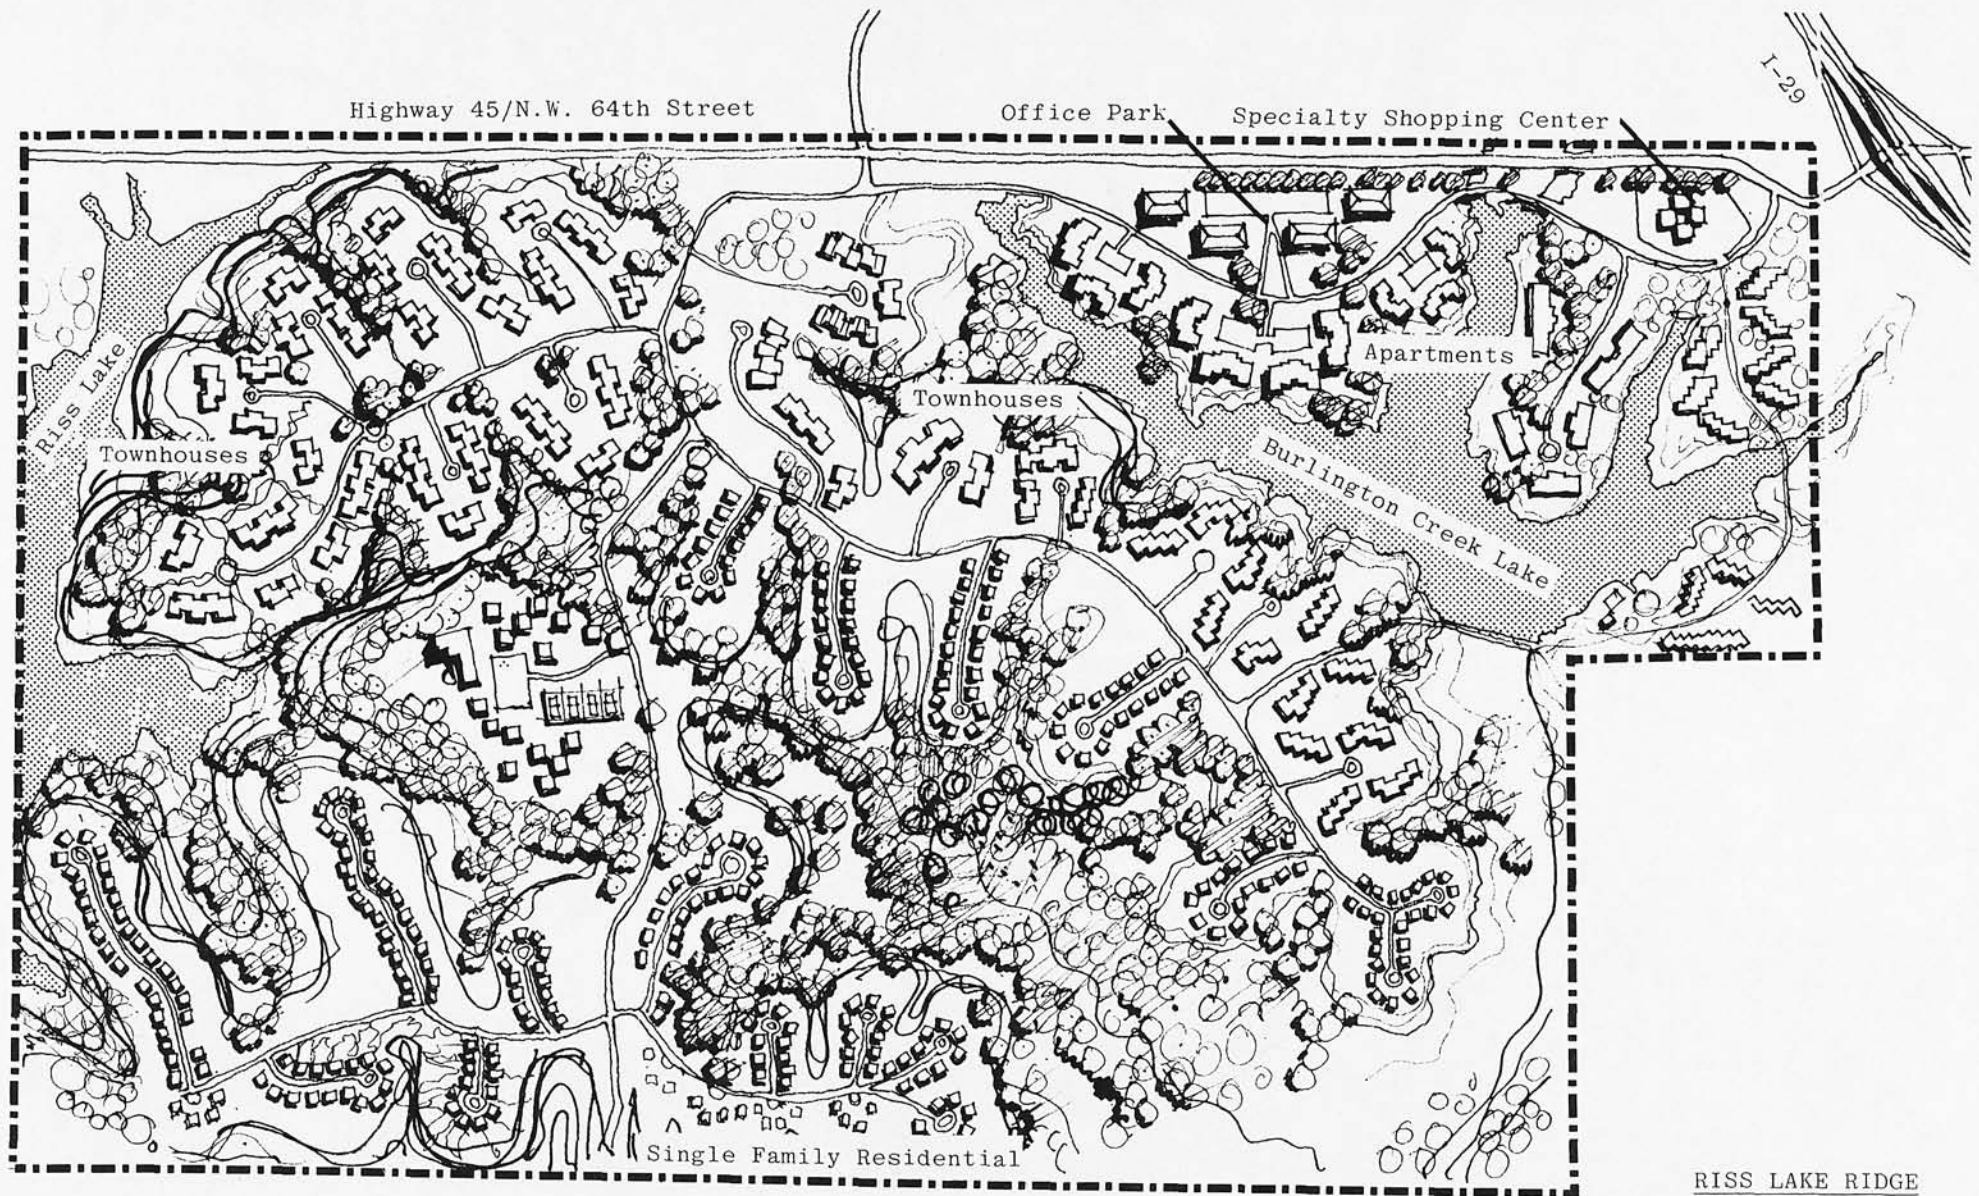 I-29
Highway 45/N.W. 64th Street
Office Park
Specialty Shopping Center
Riss Lake
Apartments
Townhouses
Townhouses
Burlington Creek Lake
Single Family Residential
RISS LAKE RIDGE